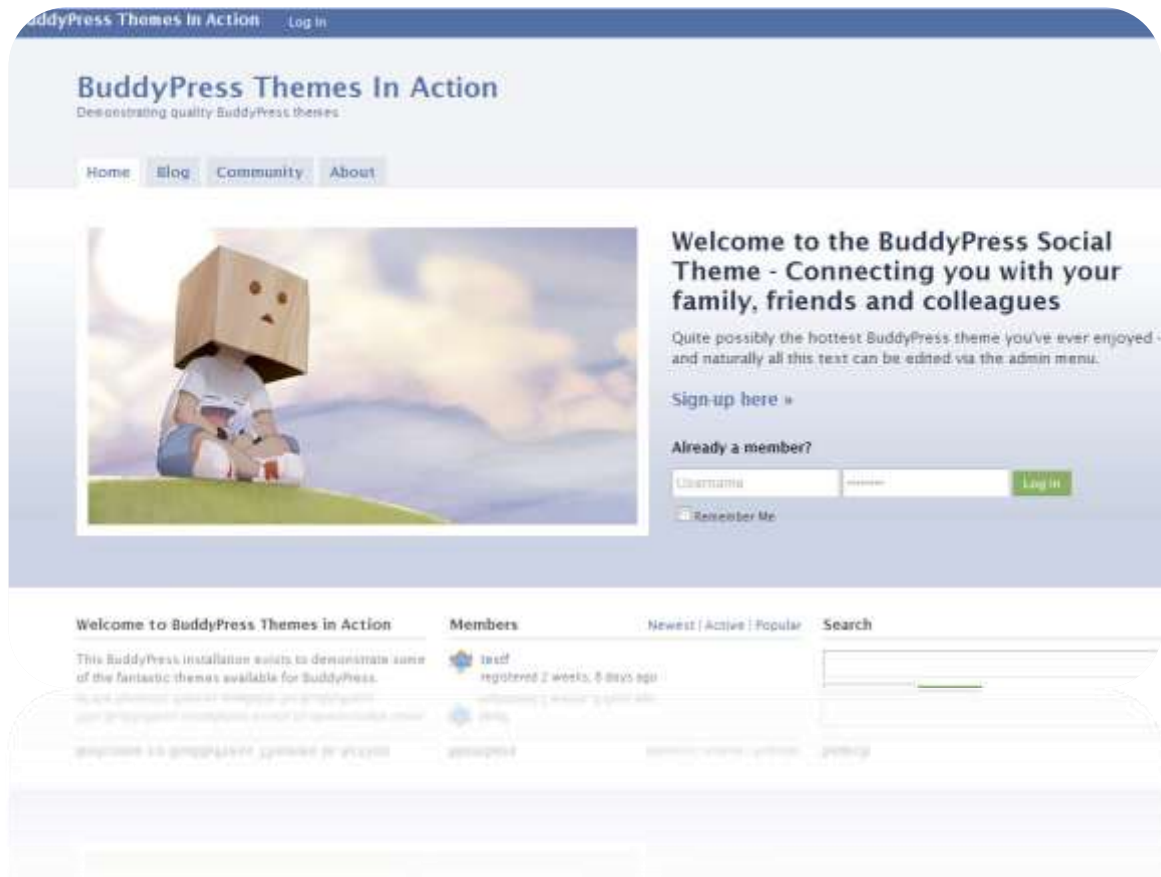 BuddyPress Themes In Action Log In
BuddyPress Themes In Action
Demonstrating quality BuddyPress themes
Home Blog Community About
Welcome to the BuddyPress Social
Theme - Connecting you with your
family, friends and colleagues
Quite possibly the hottest BuddyPress theme you've ever enjoyed -
and naturally all this text can be edited via the admin menu.
Sign-up here »
Already a member?
Username Log In
Remember Me
Welcome to BuddyPress Themes in Action
This BuddyPress installation exists to demonstrate some
of the fantastic themes available for BuddyPress.
Members Newest | Active | Popular
testf
registered 2 weeks, 6 days ago
Search